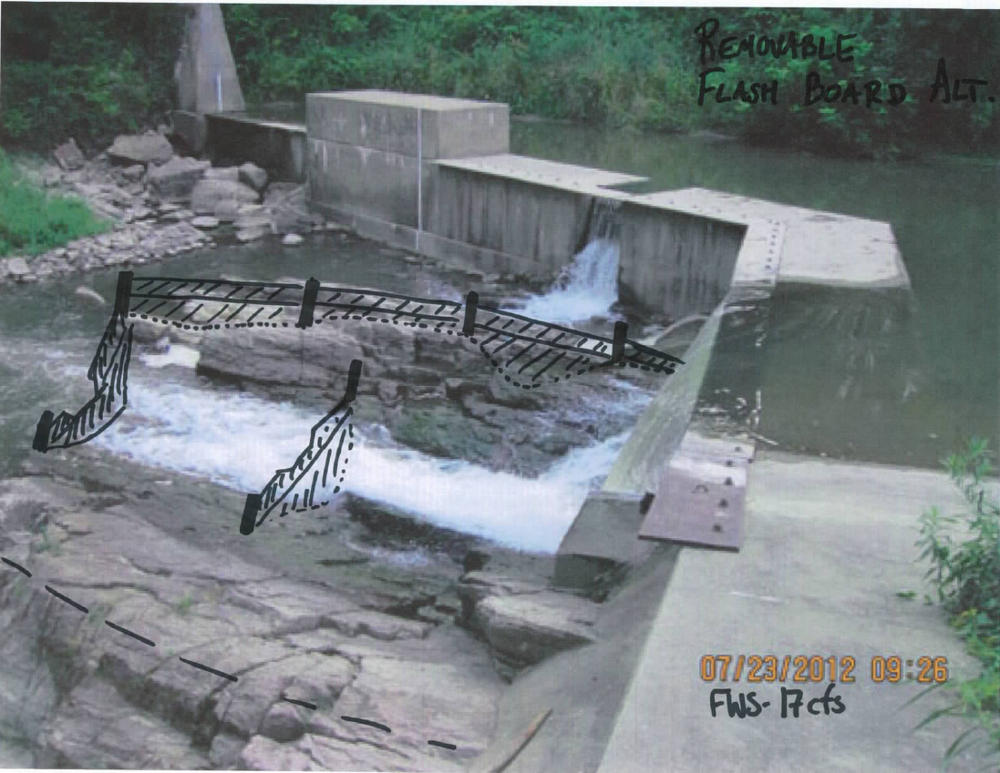 REMOVABLE
FLASH BOARD ALT.
07/23/2012 09:26
FWS-17cfs